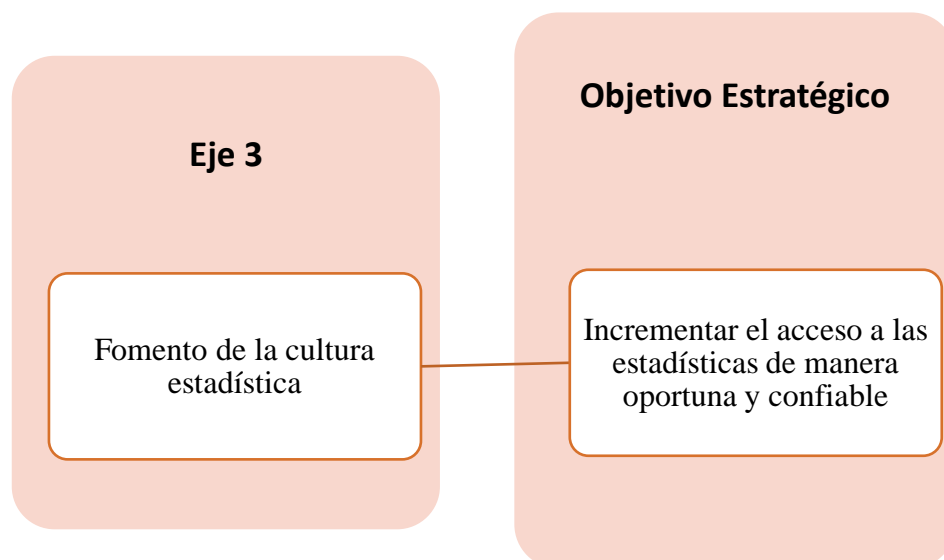 Eje 3
Fomento de la cultura
estadística
Objetivo Estratégico
Incrementar el acceso a las
estadísticas de manera
oportuna y confiable